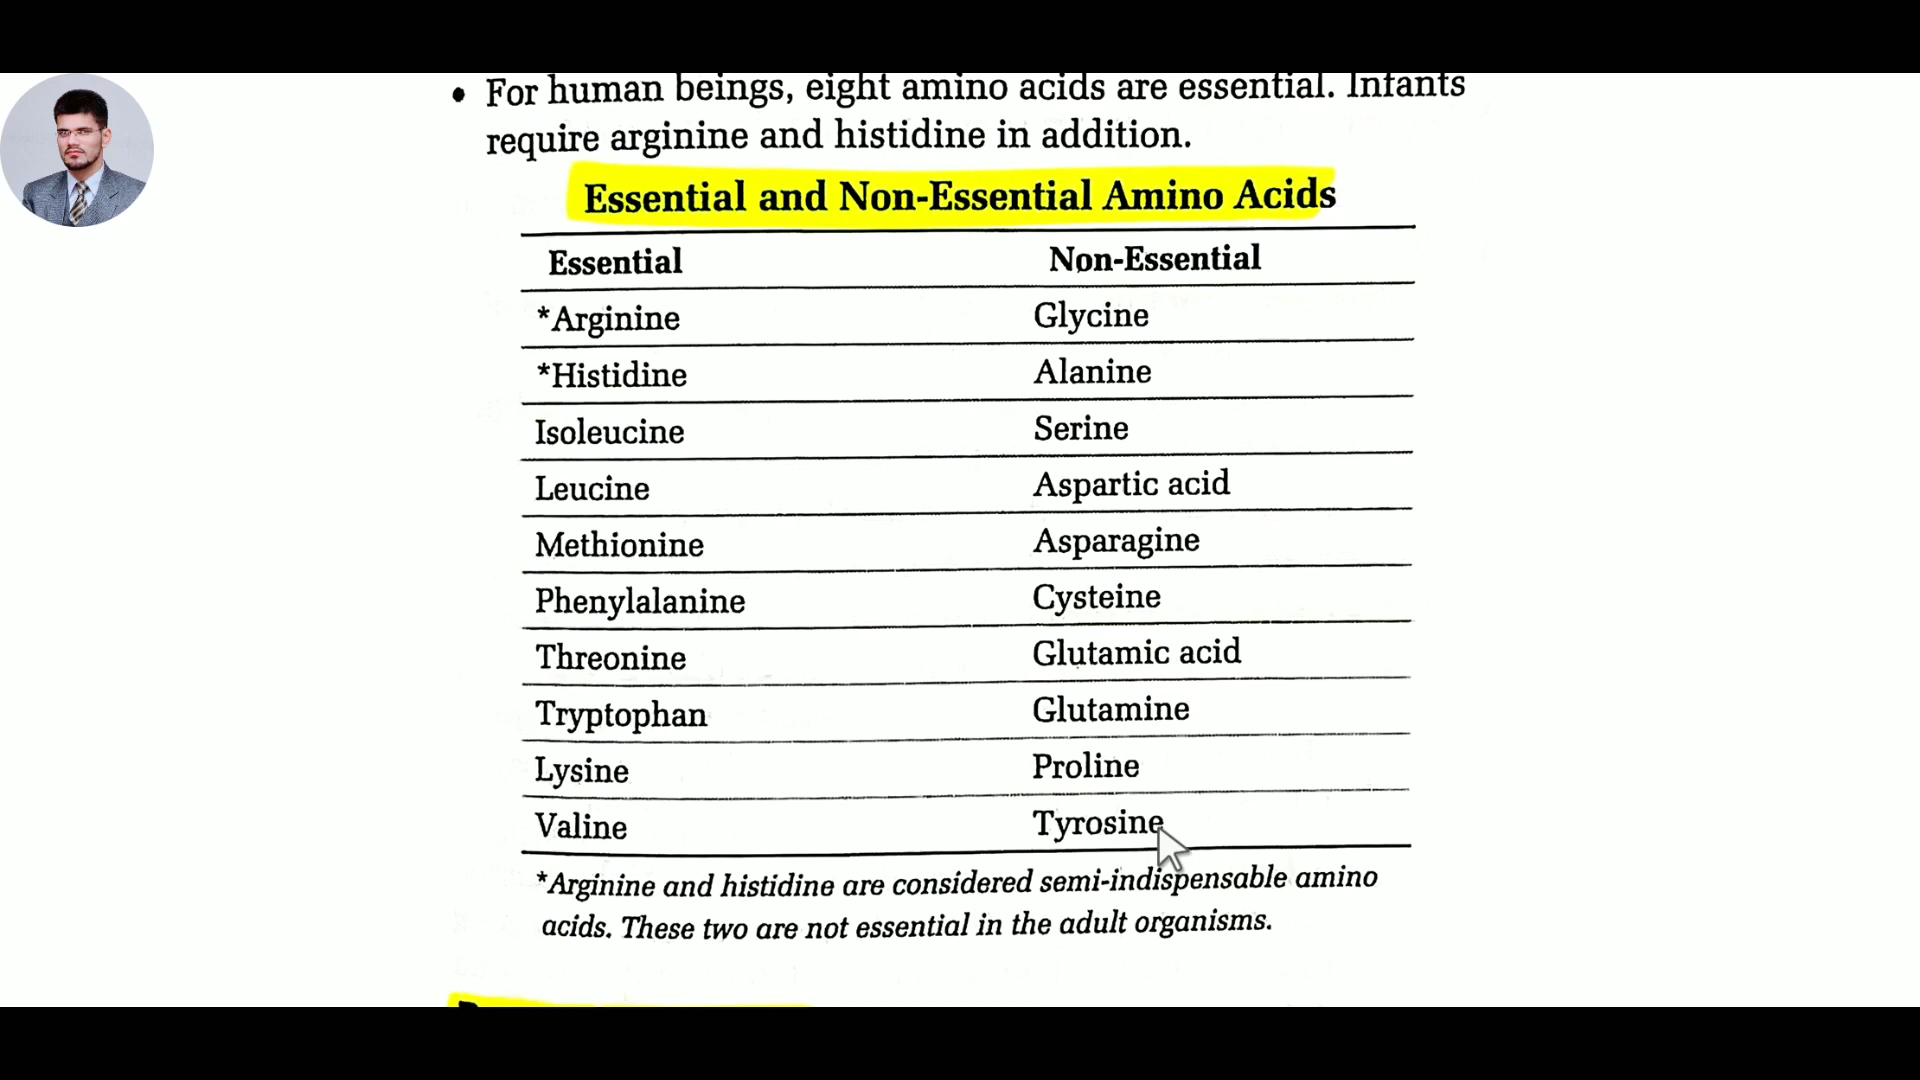 • For human beings, eight amino acids are essential. Infants
require arginine and histidine in addition.
Essential and Non-Essential Amino Acids
Essential Non-Essential
*Arginine Glycine
*Histidine Alanine
Isoleucine Serine
Leucine Aspartic acid
Methionine Asparagine
Phenylalanine Cysteine
Threonine Glutamic acid
Tryptophan Glutamine
Lysine Proline
Valine Tyrosine
*Arginine and histidine are considered semi-indispensable amino
acids. These two are not essential in the adult organisms.